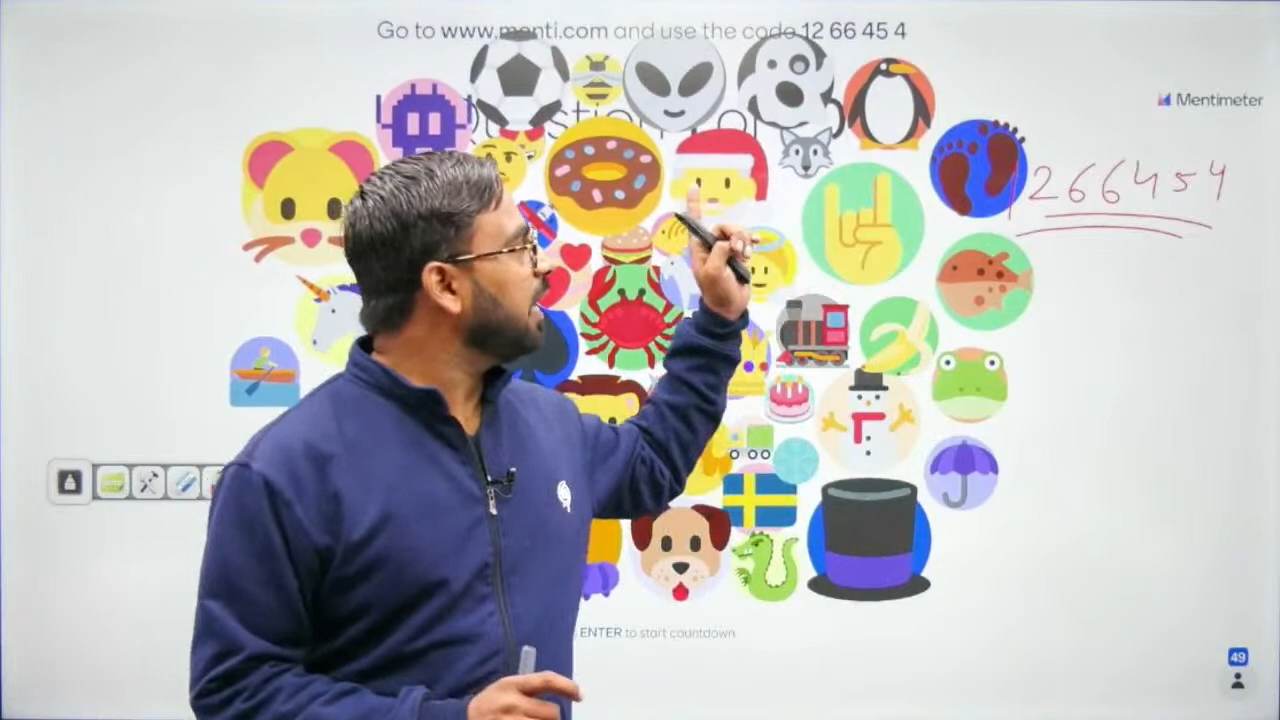 Go to www.menti.com and use the code 12 66 45 4
Mentimeter
1266454
ENTER to start countdown
49